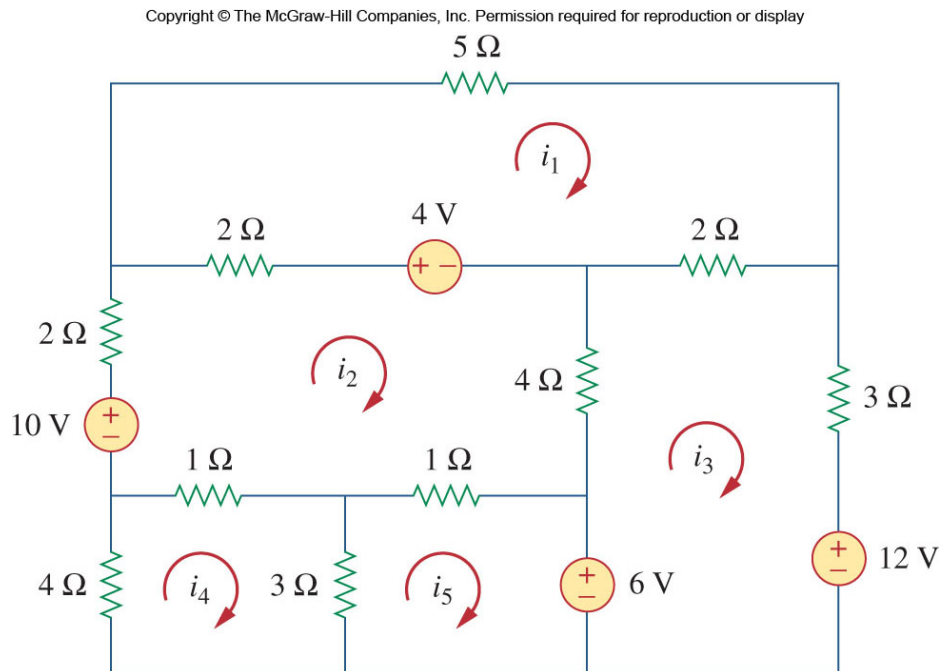 Copyright © The McGraw-Hill Companies, Inc. Permission required for reproduction or display
5 Ω
i1
4 V
2 Ω
2 Ω
+ −
2 Ω
i2
4 Ω
3 Ω
10 V
+
−
1 Ω
1 Ω
i3
4 Ω
i4
3 Ω
i5
+
−
6 V
+
−
12 V